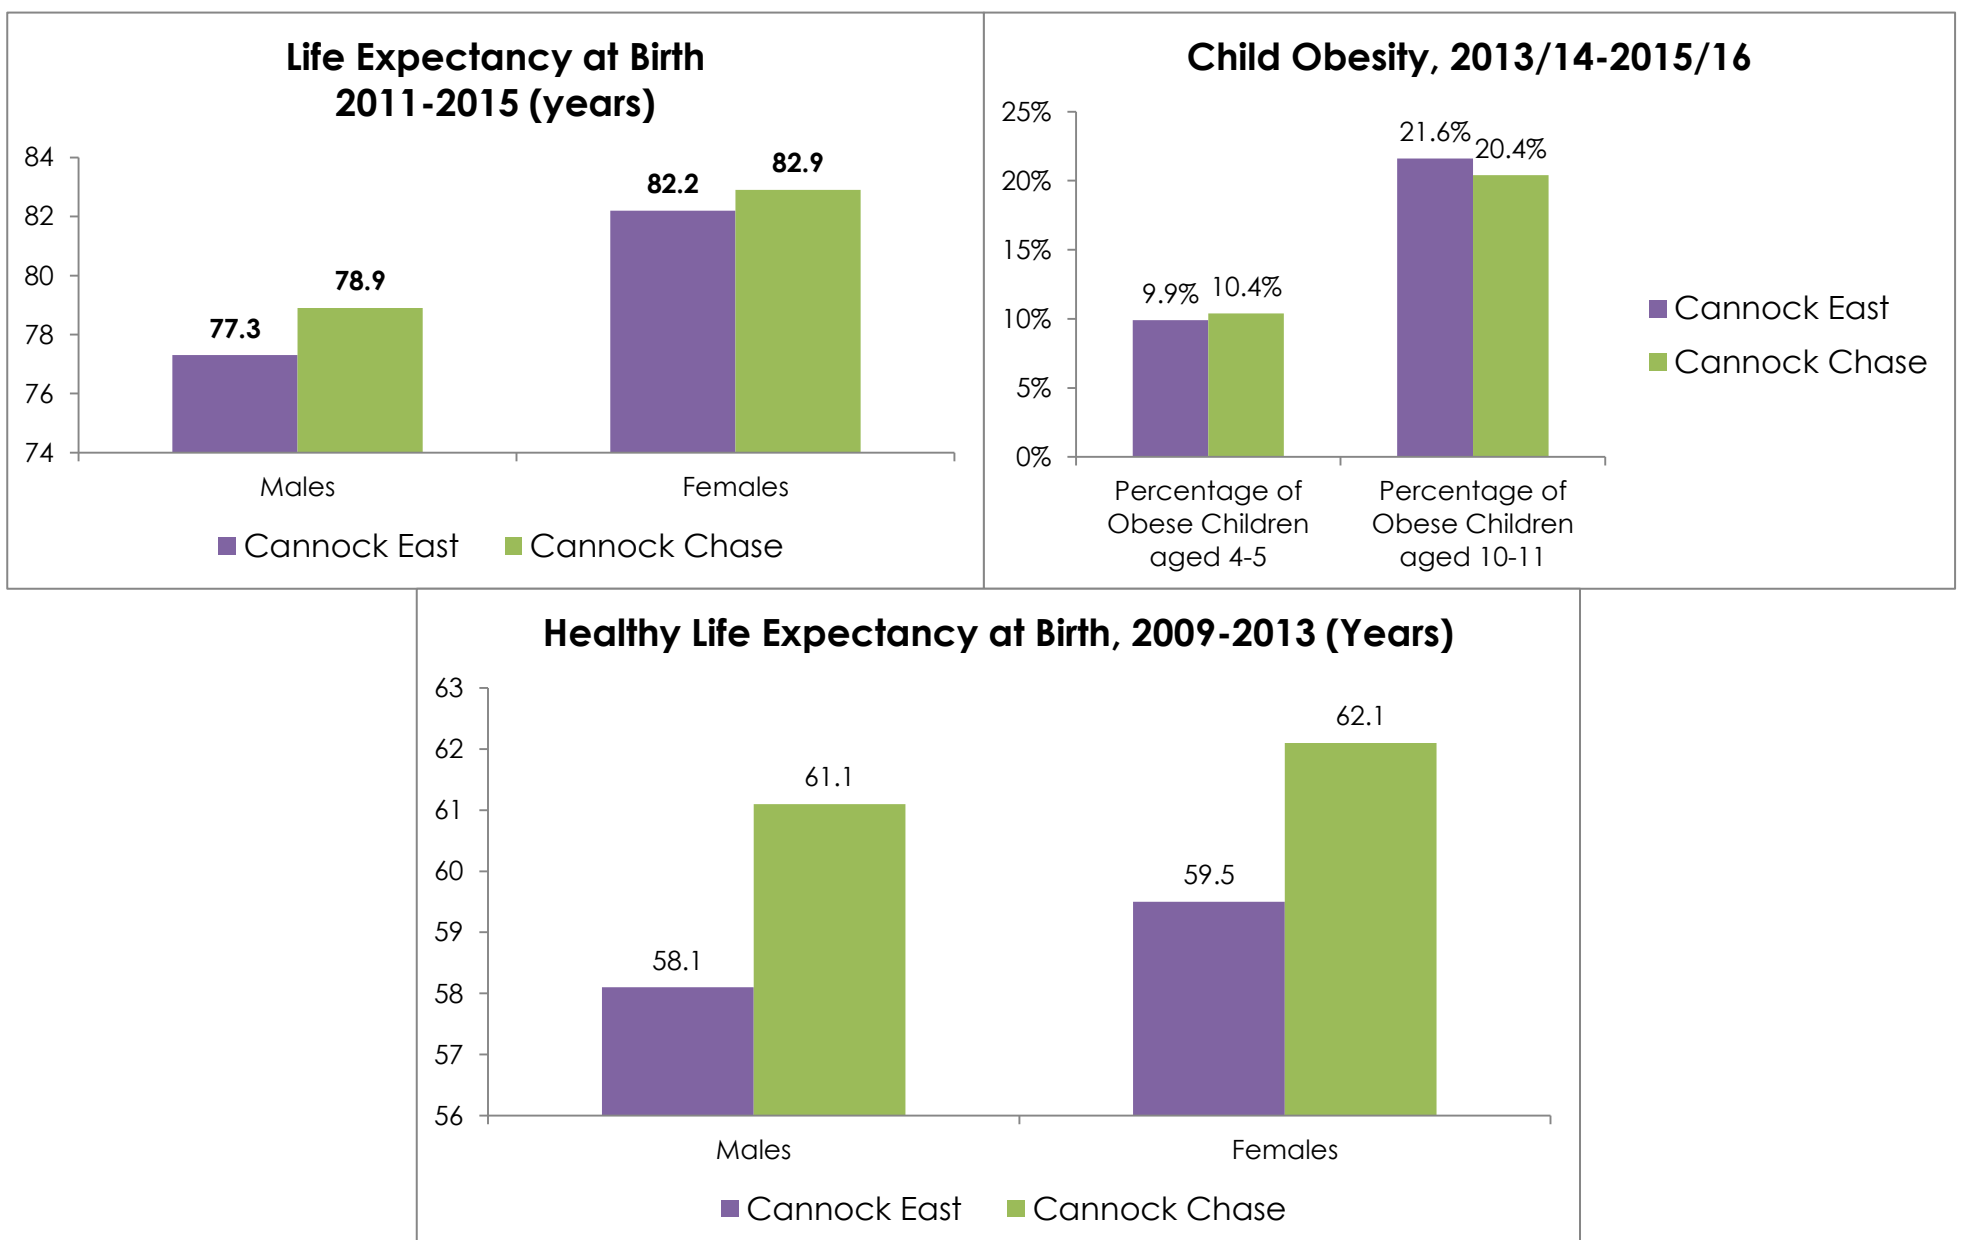 Life Expectancy at Birth
2011-2015 (years)
84
82
80
78
76
74
77.3
78.9
82.2
82.9
Males
Females
Cannock East
Cannock Chase
Child Obesity, 2013/14-2015/16
25%
20%
15%
10%
5%
0%
9.9%
10.4%
21.6%
20.4%
Percentage of
Obese Children
aged 4-5
Percentage of
Obese Children
aged 10-11
Cannock East
Cannock Chase
Healthy Life Expectancy at Birth, 2009-2013 (Years)
63
62
61
60
59
58
57
56
58.1
61.1
59.5
62.1
Males
Females
Cannock East
Cannock Chase